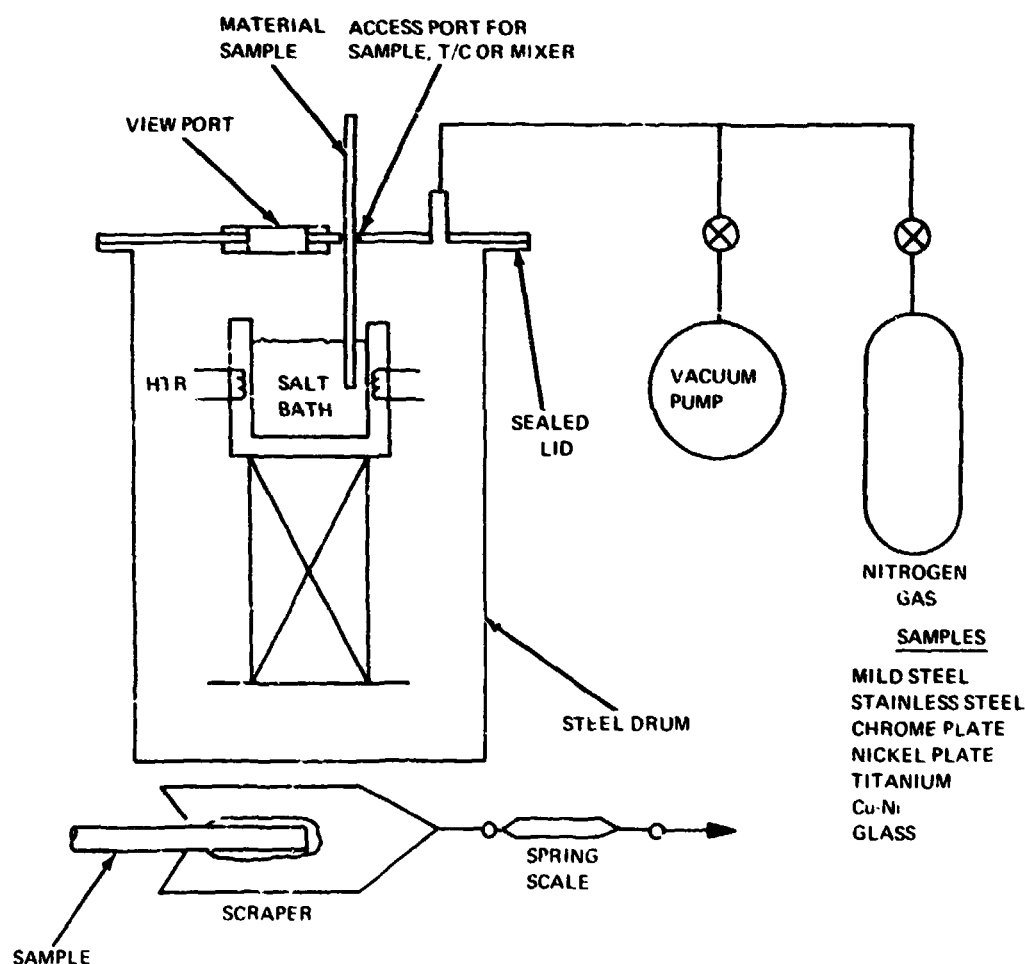 MATERIAL
SAMPLE
ACCESS PORT FOR
SAMPLE, T/C OR MIXER
VIEW PORT
HTR
SALT
BATH
SEALED
LID
VACUUM
PUMP
NITROGEN
GAS
STEEL DRUM
SAMPLES
MILD STEEL
STAINLESS STEEL
CHROME PLATE
NICKEL PLATE
TITANIUM
Cu-Ni
GLASS
SPRING
SCALE
SCRAPER
SAMPLE